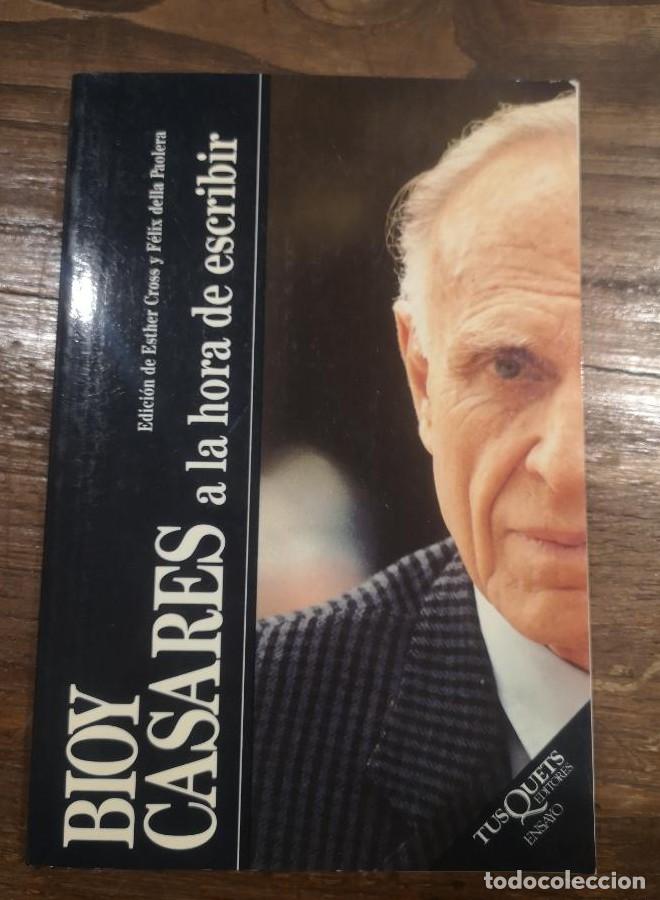 BIOY
CASARES
a la hora de escribir
Edición de Esther Cross y Félix della Paolera
TUSQUETS
EDITORES
ENSAYO
todocoleccion